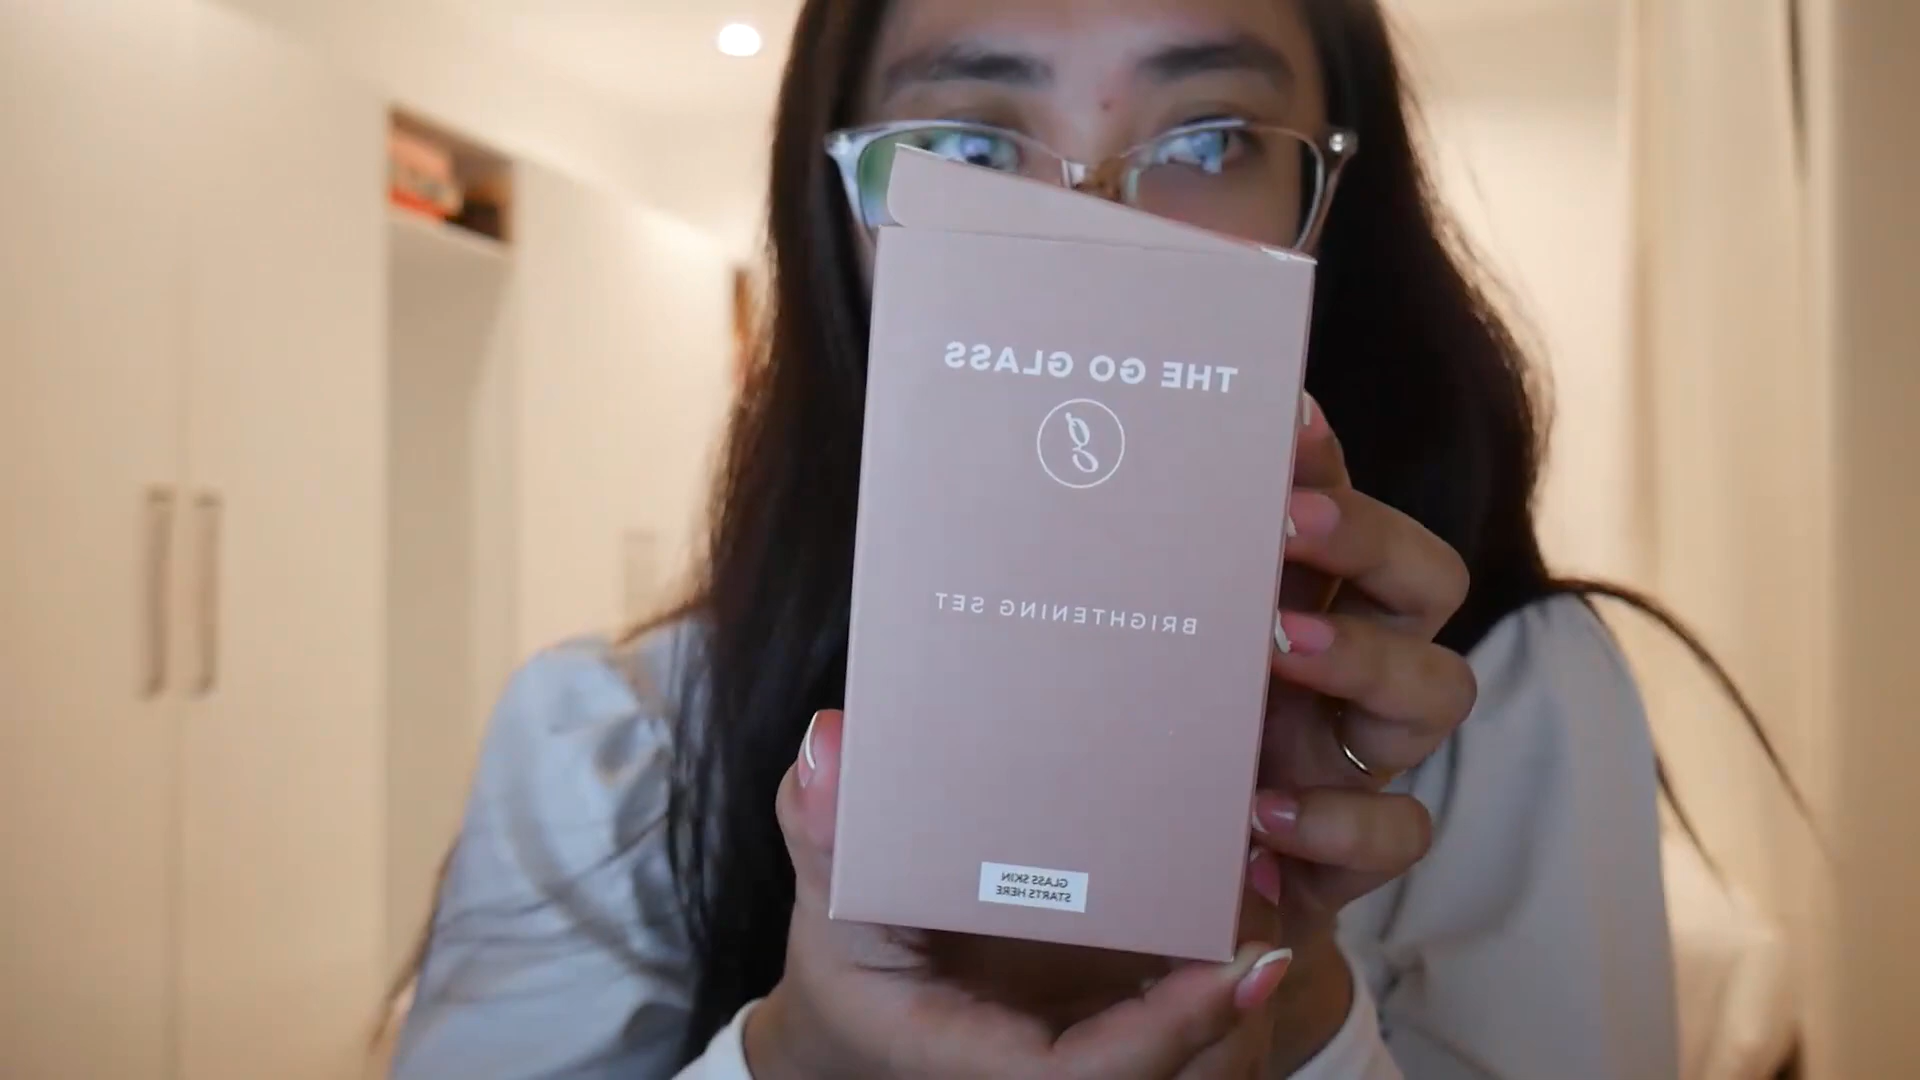 THE GO GLASS
g
BRIGHTENING SET
GLASS SKIN
STARTS HERE